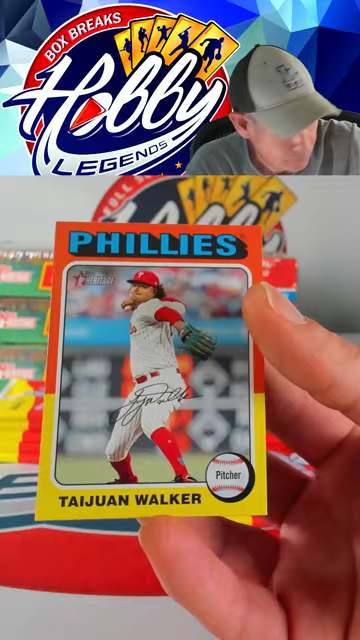 BOX BREAKS
Hobby
LEGENDS
PHILLIES
HERITAGE
Pitcher
TAIJUAN WALKER